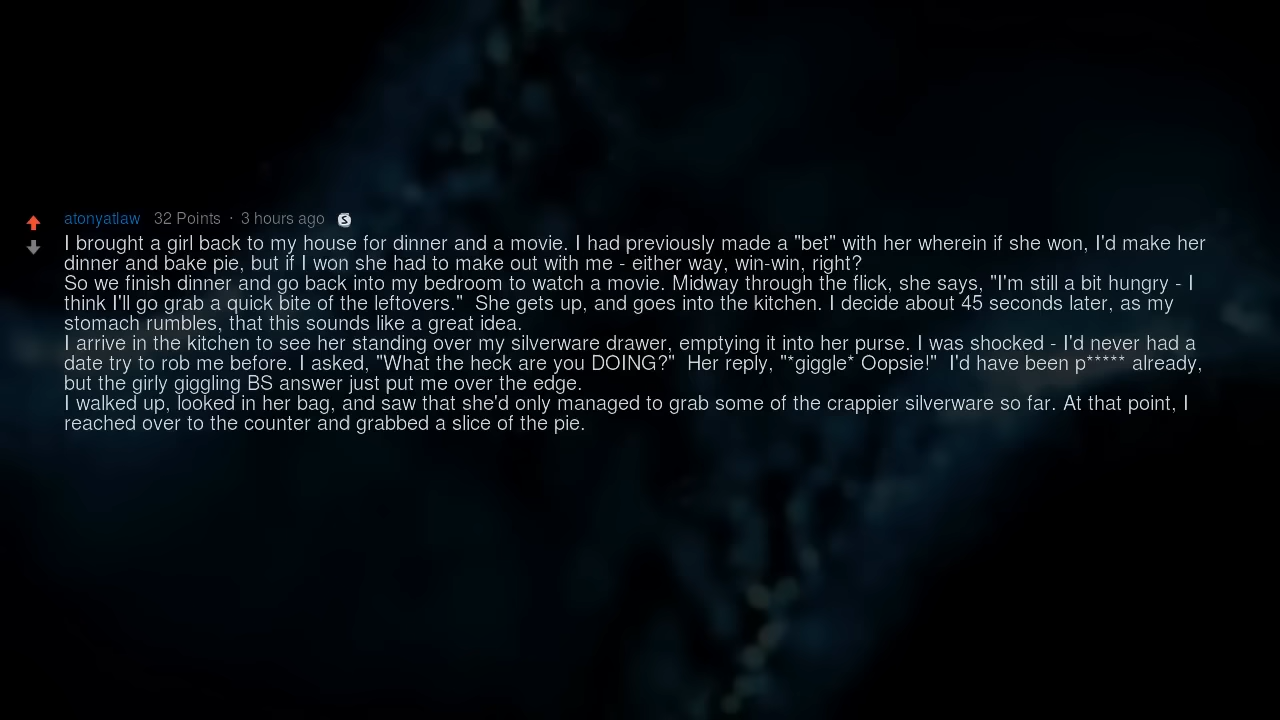 atonyatlaw 32 Points · 3 hours ago S
I brought a girl back to my house for dinner and a movie. I had previously made a "bet" with her wherein if she won, I'd make her
dinner and bake pie, but if I won she had to make out with me - either way, win-win, right?
So we finish dinner and go back into my bedroom to watch a movie. Midway through the flick, she says, "I'm still a bit hungry - I
think I'll go grab a quick bite of the leftovers."  She gets up, and goes into the kitchen. I decide about 45 seconds later, as my
stomach rumbles, that this sounds like a great idea.
I arrive in the kitchen to see her standing over my silverware drawer, emptying it into her purse. I was shocked - I'd never had a
date try to rob me before. I asked, "What the heck are you DOING?"  Her reply, "*giggle* Oopsie!"  I'd have been p***** already,
but the girly giggling BS answer just put me over the edge.
I walked up, looked in her bag, and saw that she'd only managed to grab some of the crappier silverware so far. At that point, I
reached over to the counter and grabbed a slice of the pie.